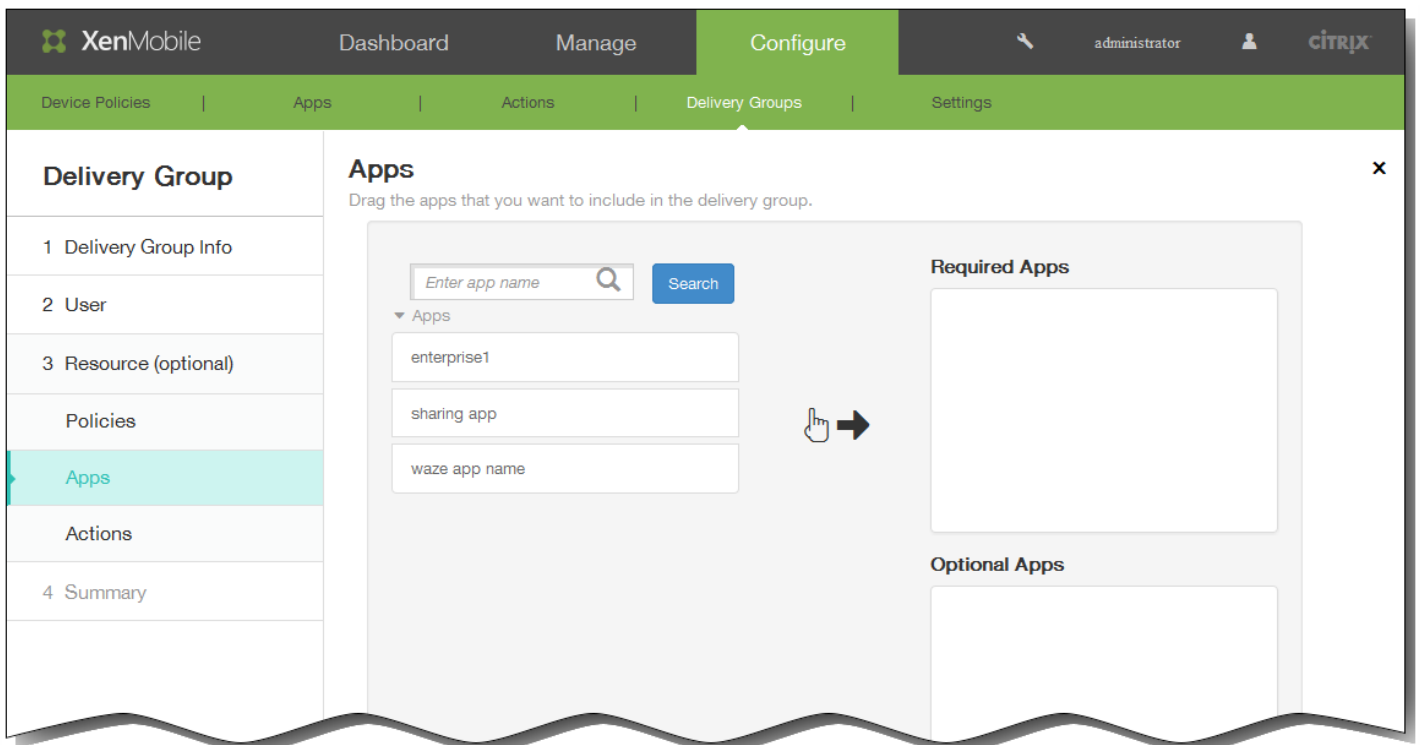 XenMobile Dashboard Manage Configure administrator CİTRIX
Device Policies | Apps | Actions | Delivery Groups | Settings
Delivery Group
1 Delivery Group Info
2 User
3 Resource (optional)
Policies
Apps
Actions
4 Summary
Apps
Drag the apps that you want to include in the delivery group.
Enter app name Search
Apps
enterprise1
sharing app
waze app name
Required Apps
Optional Apps